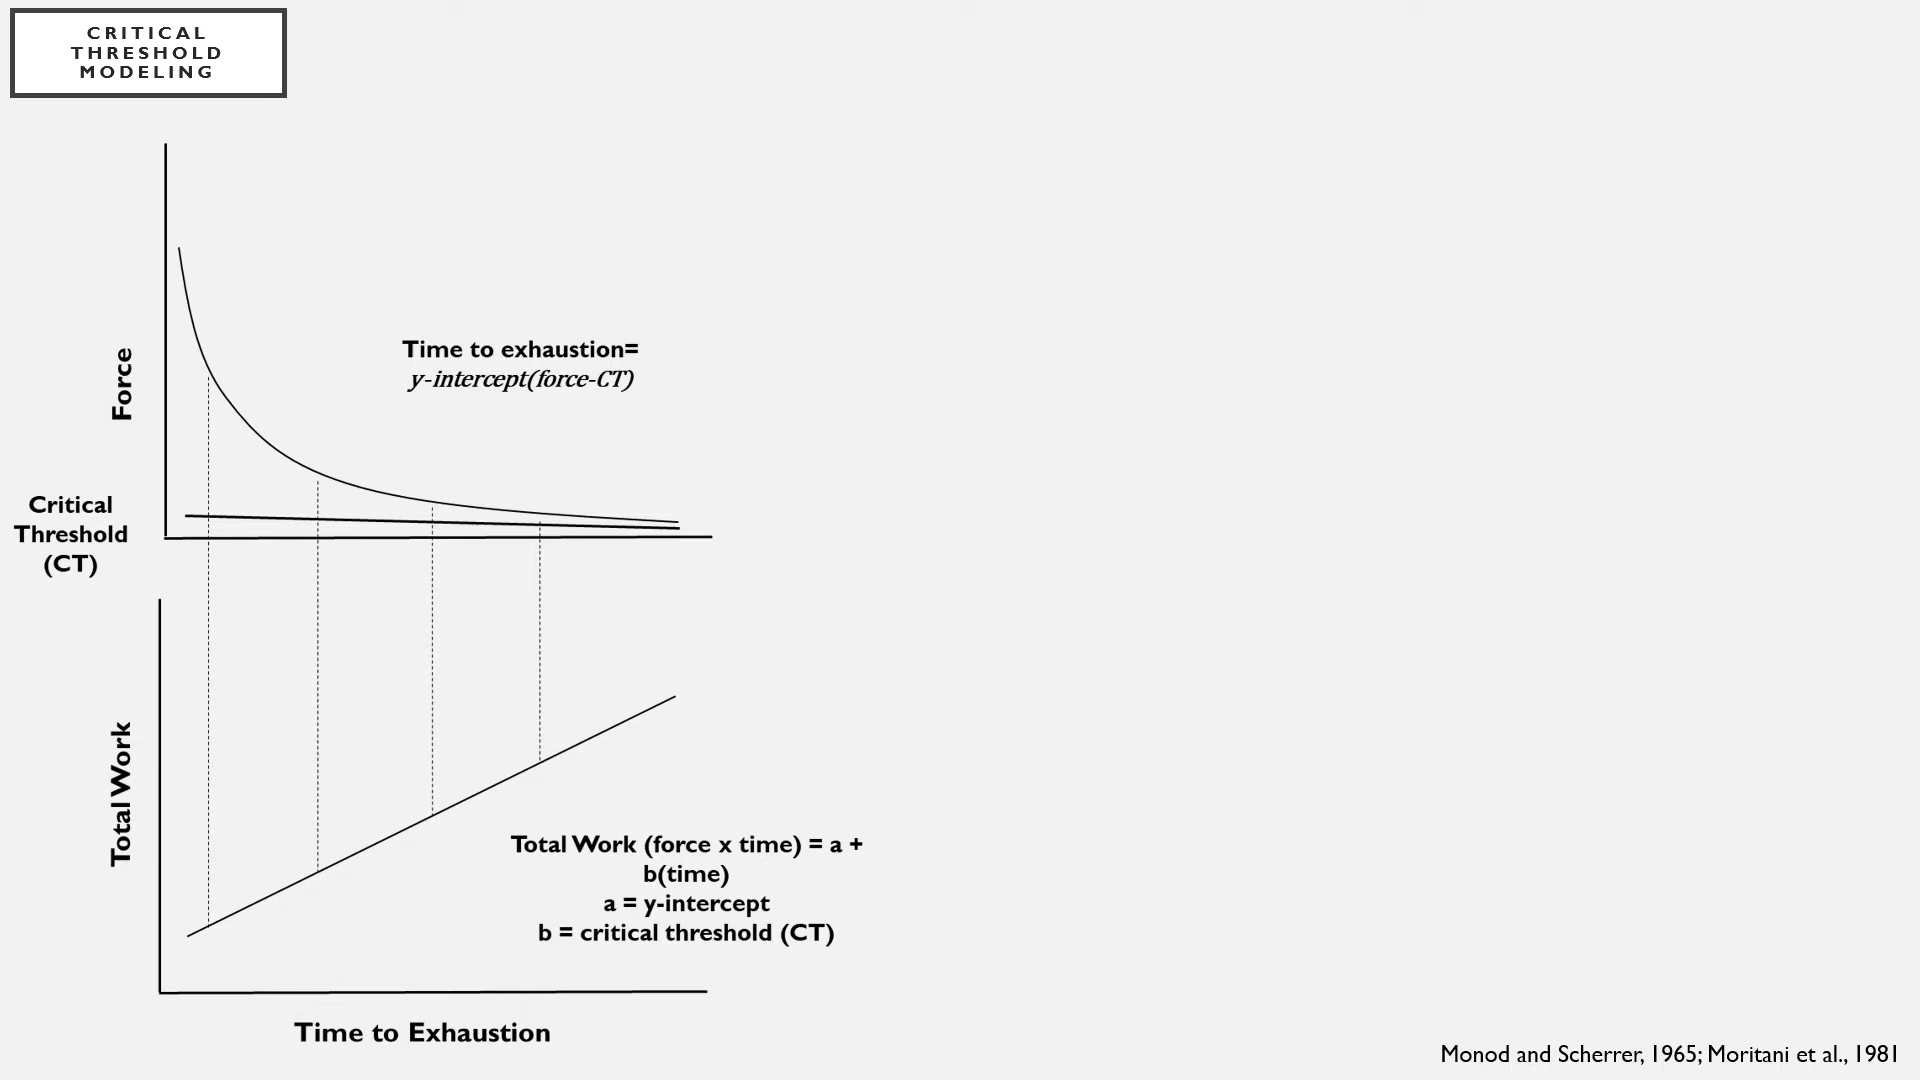 CRITICAL
THRESHOLD
MODELING
Force
Time to exhaustion=
y-intercept(force-CT)
Critical
Threshold
(CT)
Total Work
Total Work (force x time) = a +
b(time)
a = y-intercept
b = critical threshold (CT)
Time to Exhaustion
Monod and Scherrer, 1965; Moritani et al., 1981